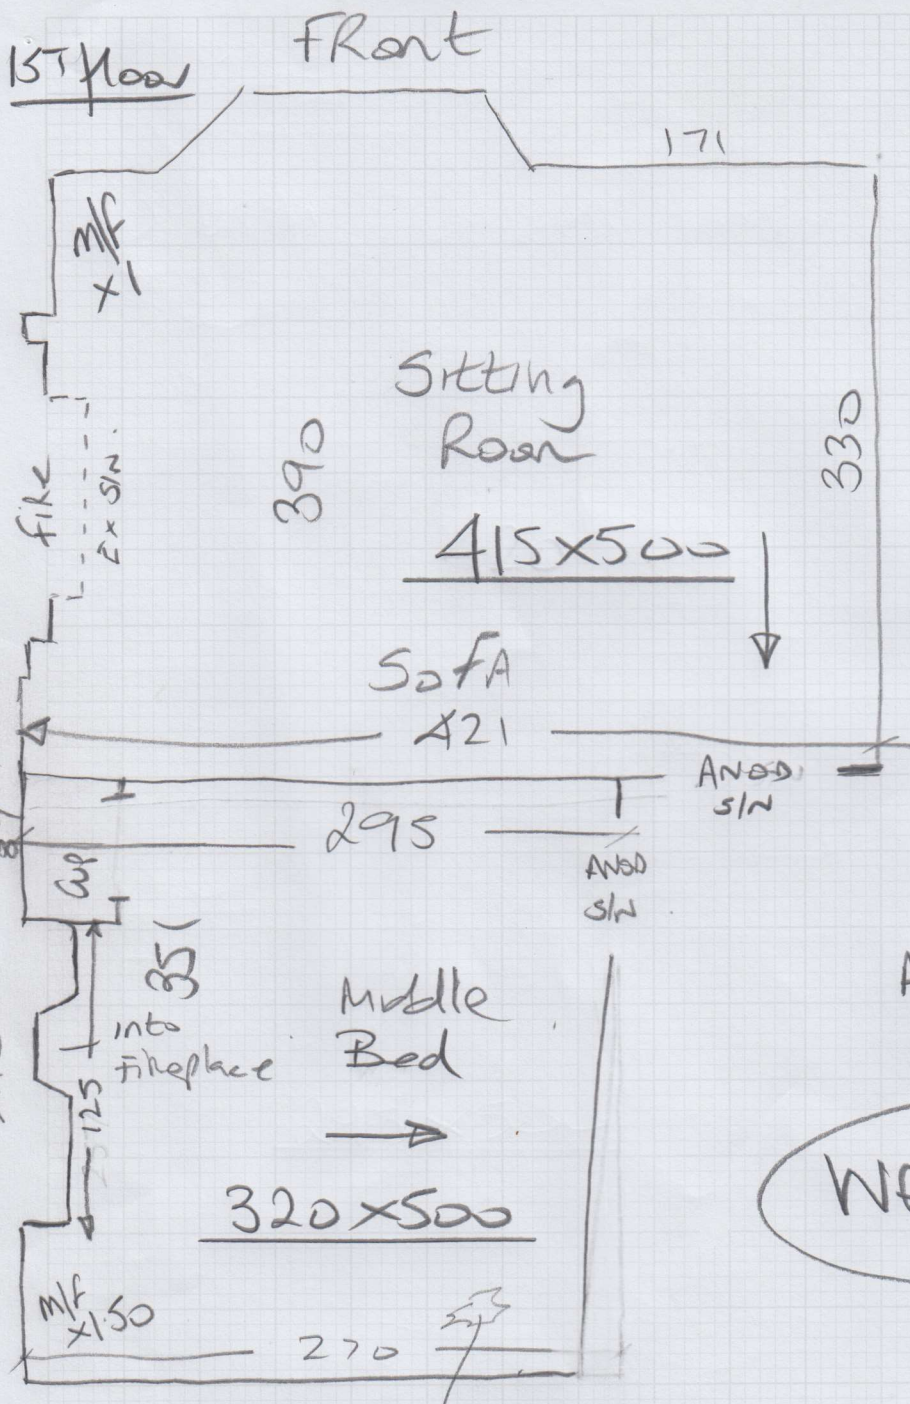 1ST floor
Front
171
m/f
x1
Sitting
Room
390
330
fire
Ex S/N.
415x500
SofA
421
ANOD
S/N
295
Cup
ANOD
S/N
351
into
fireplace
Middle
Bed
125
320x500
m/f
x1.50
270